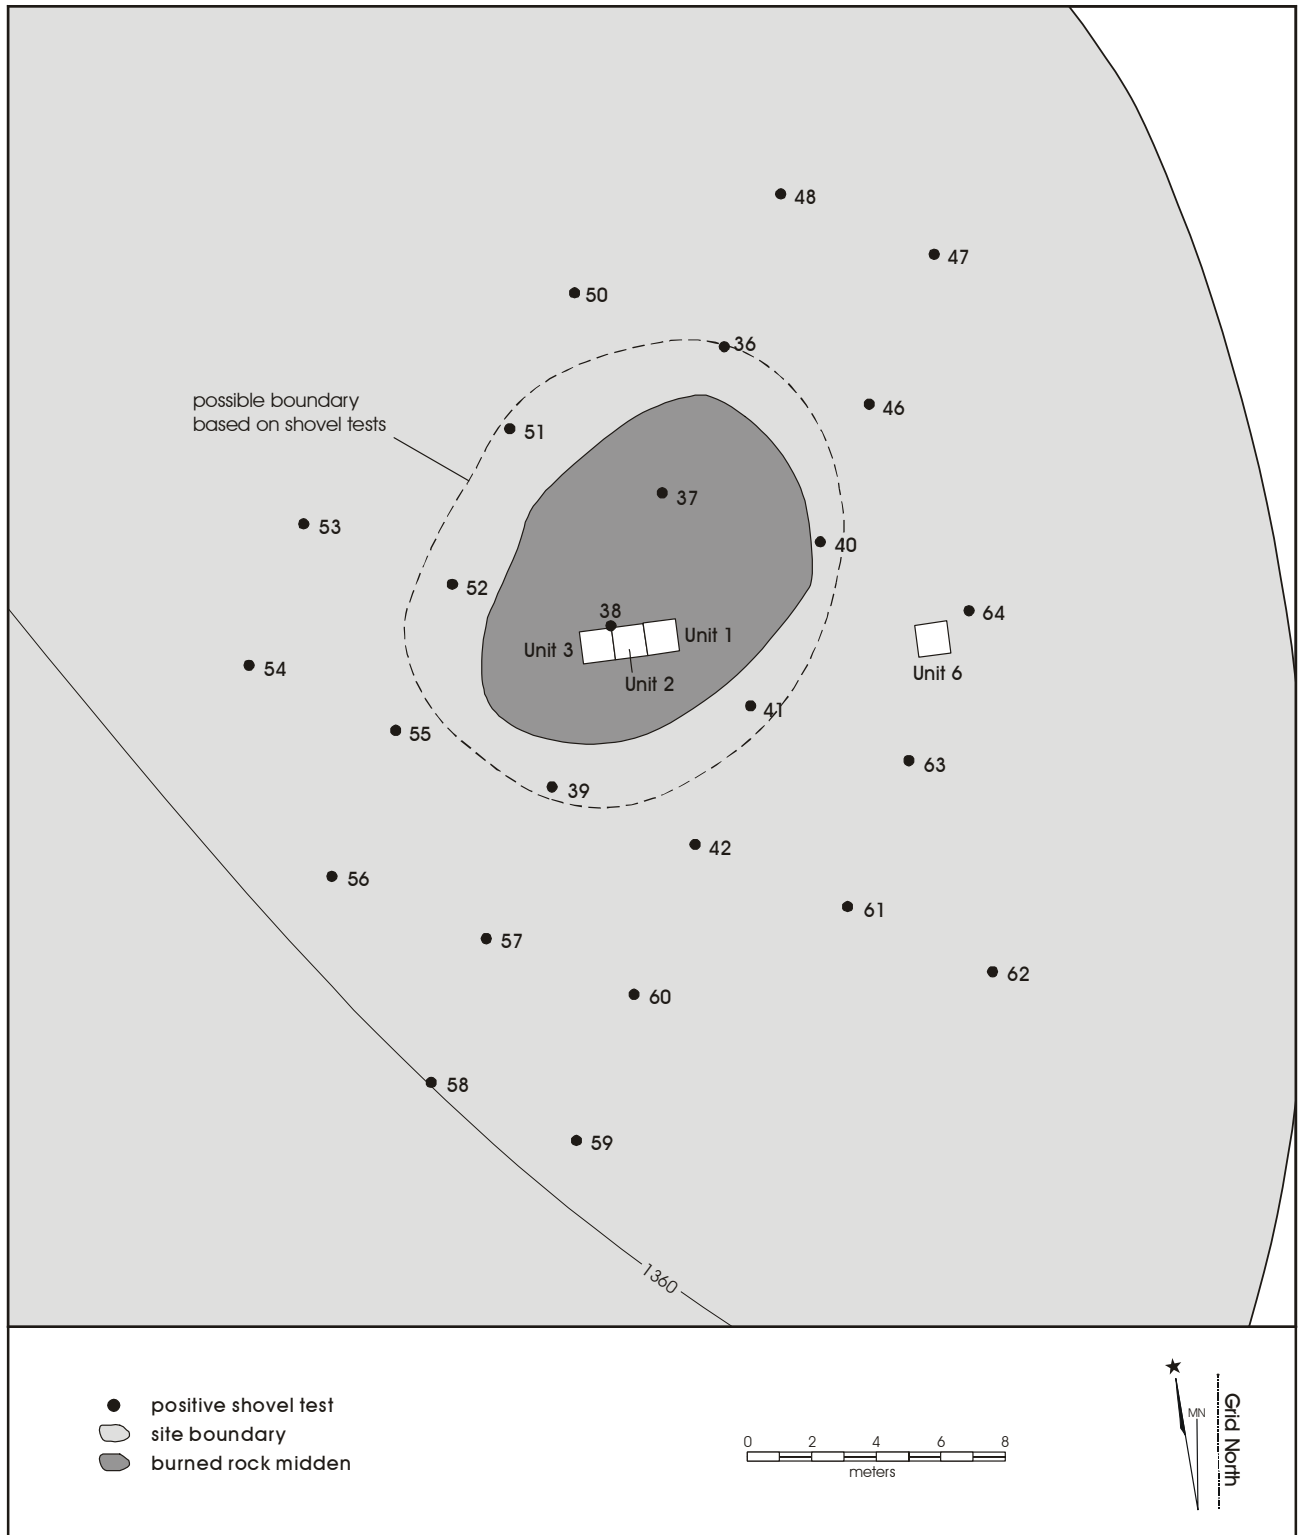 48
47
50
36
possible boundary
based on shovel tests
46
51
37
53
40
52
38
64
Unit 3
Unit 1
Unit 2
Unit 6
54
41
55
63
39
42
56
61
57
62
60
58
59
1360
positive shovel test
site boundary
burned rock midden
0 2 4 6 8
meters
MN
Grid North